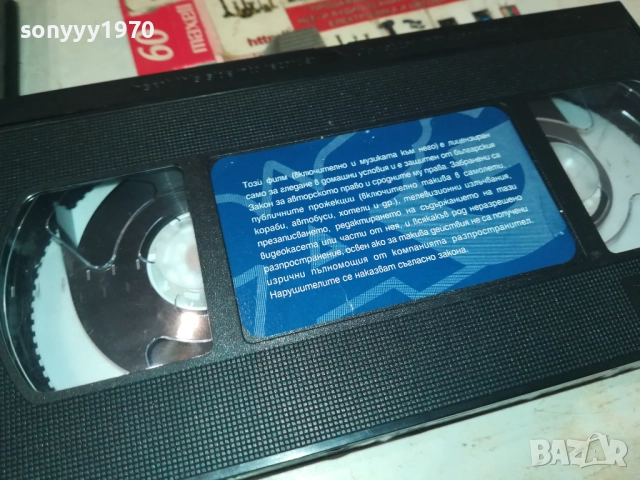 sonyyy1970
60
maxell
http://
Този филм (включително и музиката към него) е лицензиран
само за гледане в домашни условия и е защитен от българския
Закон за авторското право и сродните му права. Забранени са
публичните прожекции (включително такива в самолети,
кораби, автобуси, хотели и др.), телевизионни излъчвания,
презаписването, редактирането на съдържанието на тази
видеокасета или части от нея, и всякакъв род неразрешено
разпространение, освен ако за такива действия не са получени
изрични пълномощия от компанията разпространител.
Нарушителите се наказват съгласно закона.
BAZAR